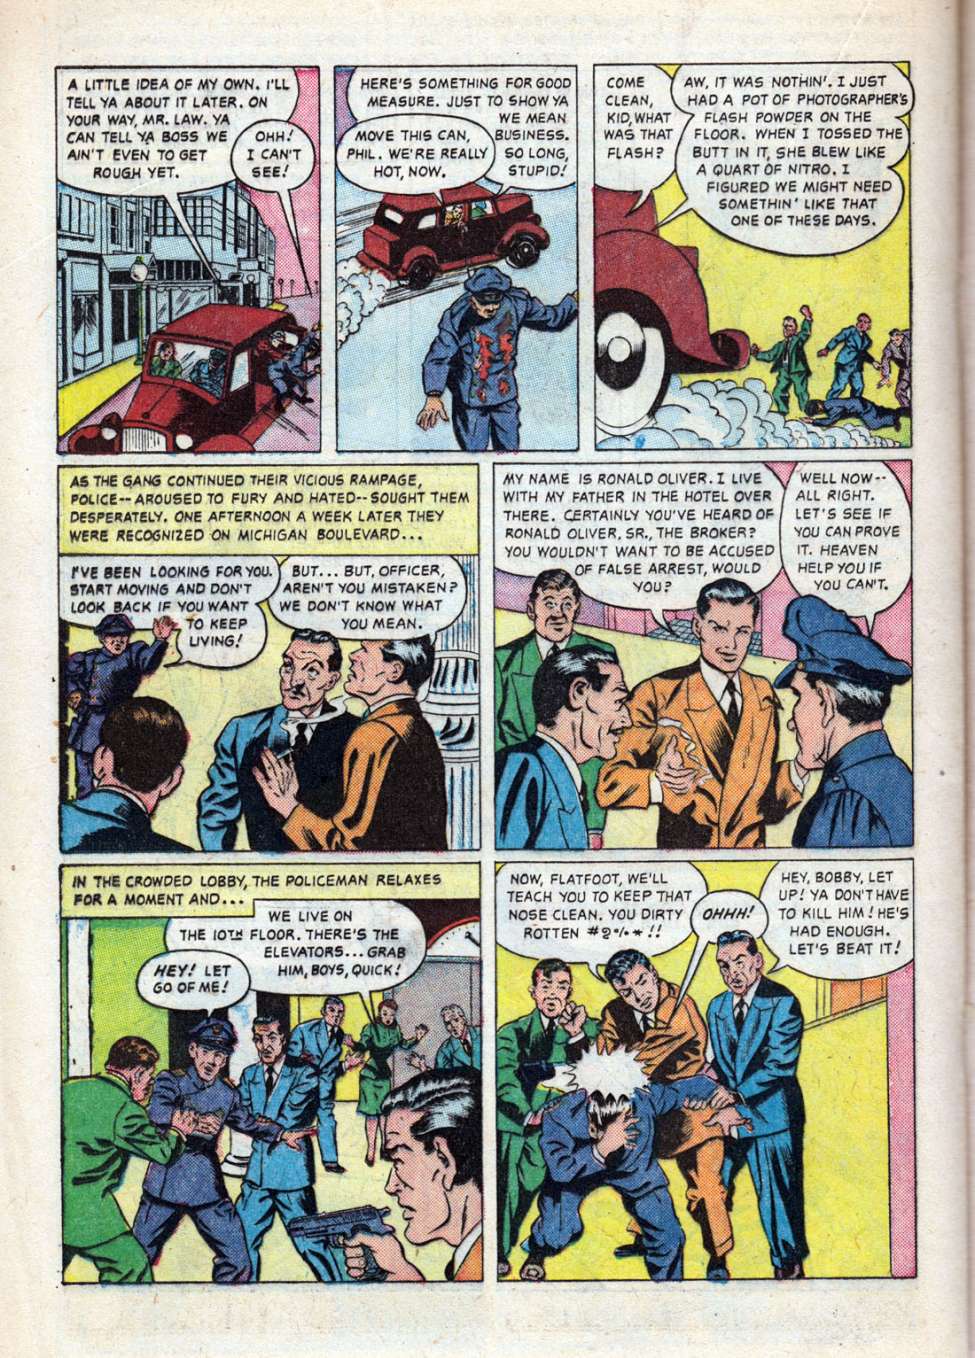 A LITTLE IDEA OF MY OWN. I'LL
TELL YA ABOUT IT LATER. ON
YOUR WAY, MR. LAW. YA
CAN TELL YA BOSS WE
AIN'T EVEN TO GET
ROUGH YET.
OHH!
I CAN'T
SEE!
HERE'S SOMETHING FOR GOOD
MEASURE. JUST TO SHOW YA
WE MEAN
BUSINESS.
SO LONG,
STUPID!
MOVE THIS CAN,
PHIL. WE'RE REALLY
HOT, NOW.
COME
CLEAN,
KID, WHAT
WAS THAT
FLASH?
AW, IT WAS NOTHIN'. I JUST
HAD A POT OF PHOTOGRAPHER'S
FLASH POWDER ON THE
FLOOR. WHEN I TOSSED THE
BUTT IN IT, SHE BLEW LIKE
A QUART OF NITRO. I
FIGURED WE MIGHT NEED
SOMETHIN' LIKE THAT
ONE OF THESE DAYS.
AS THE GANG CONTINUED THEIR VICIOUS RAMPAGE,
POLICE--AROUSED TO FURY AND HATED--SOUGHT THEM
DESPERATELY. ONE AFTERNOON A WEEK LATER THEY
WERE RECOGNIZED ON MICHIGAN BOULEVARD...
I'VE BEEN LOOKING FOR YOU.
START MOVING AND DON'T
LOOK BACK IF YOU WANT
TO KEEP
LIVING!
BUT... BUT, OFFICER,
AREN'T YOU MISTAKEN?
WE DON'T KNOW WHAT
YOU MEAN.
MY NAME IS RONALD OLIVER. I LIVE
WITH MY FATHER IN THE HOTEL OVER
THERE. CERTAINLY YOU'VE HEARD OF
RONALD OLIVER, SR., THE BROKER?
YOU WOULDN'T WANT TO BE ACCUSED
OF FALSE ARREST, WOULD
YOU?
WELL NOW--
ALL RIGHT.
LET'S SEE IF
YOU CAN PROVE
IT. HEAVEN
HELP YOU IF
YOU CAN'T.
IN THE CROWDED LOBBY, THE POLICEMAN RELAXES
FOR A MOMENT AND...
WE LIVE ON
THE 10TH FLOOR. THERE'S THE
ELEVATORS... GRAB
HIM, BOYS, QUICK!
HEY! LET
GO OF ME!
NOW, FLATFOOT, WE'LL
TEACH YOU TO KEEP THAT
NOSE CLEAN. YOU DIRTY
ROTTEN #?%*!!
OHHH!
HEY, BOBBY, LET
UP! YA DON'T HAVE
TO KILL HIM! HE'S
HAD ENOUGH.
LET'S BEAT IT!